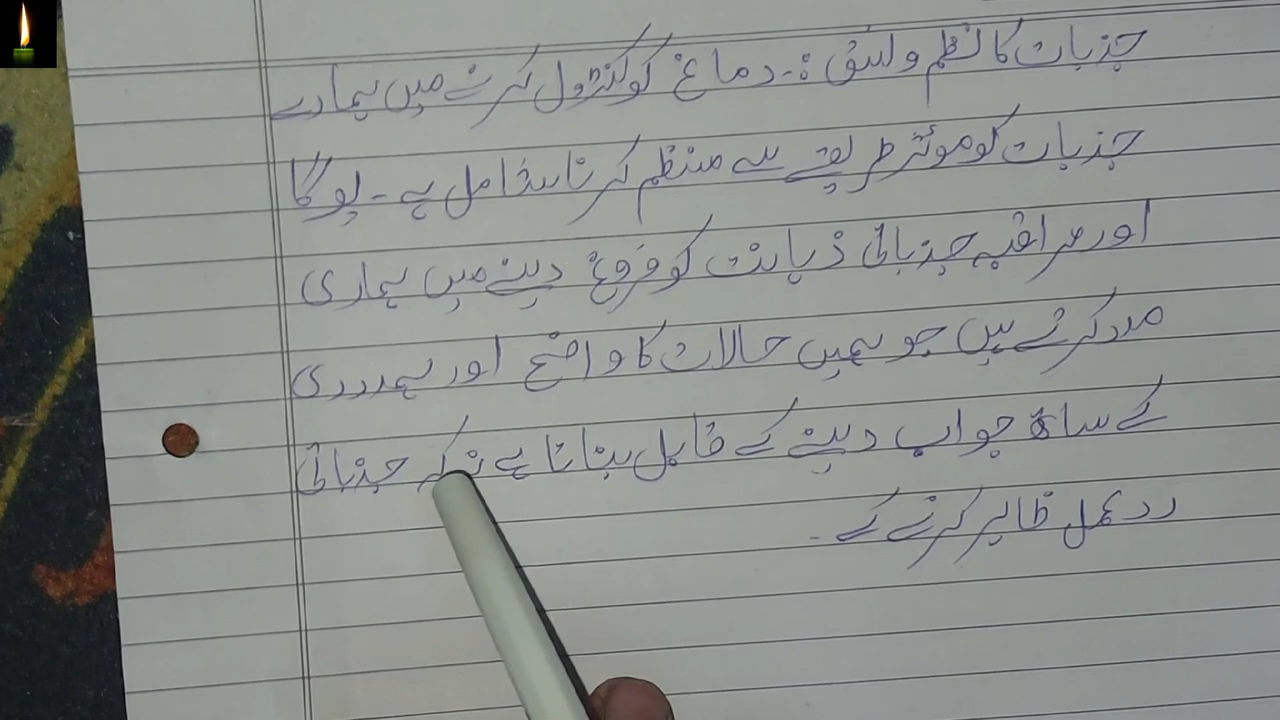 جذبات کا نظم و نسق :۔ دماغ کو کنٹرول کرنے میں ہمارے
جذبات کو موئثر طریقے سے منظم کرنا شامل ہے ۔ یوگا
اور مراقبہ جذباتی ذہانت کو فروغ دینے میں ہماری
مدد کرتے ہیں جو ہمیں حالات کا واضح اور ہمدردی
کے ساتھ جواب دینے کے قابل بناتا ہے نہ کہ جذباتی
رد عمل ظاہر کرنے کے ۔